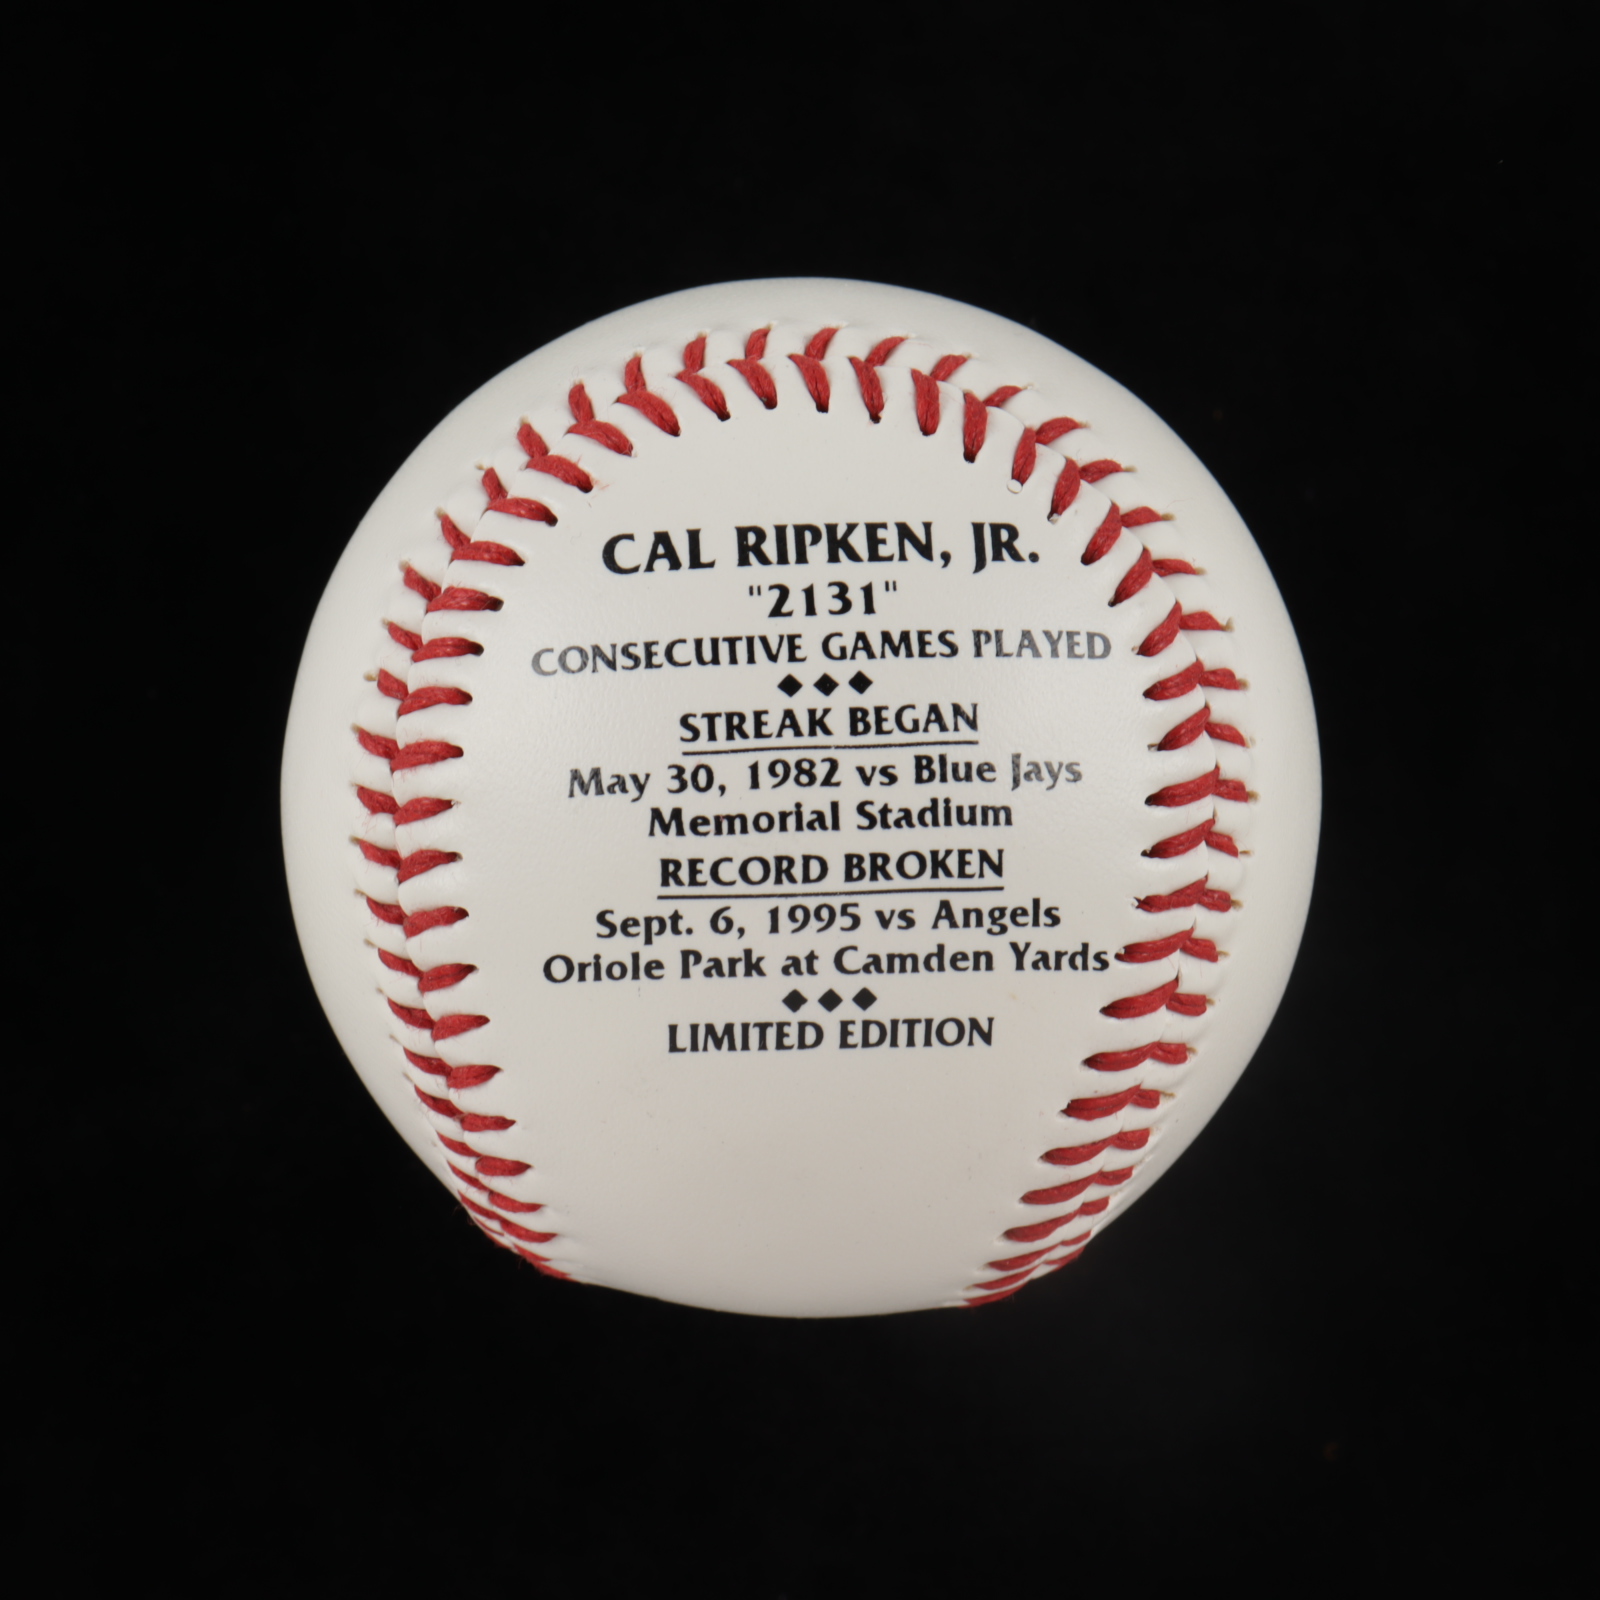 CAL RIPKEN, JR.
"2131"
CONSECUTIVE GAMES PLAYED
◆◆◆
STREAK BEGAN
May 30, 1982 vs Blue Jays
Memorial Stadium
RECORD BROKEN
Sept. 6, 1995 vs Angels
Oriole Park at Camden Yards
◆◆◆
LIMITED EDITION